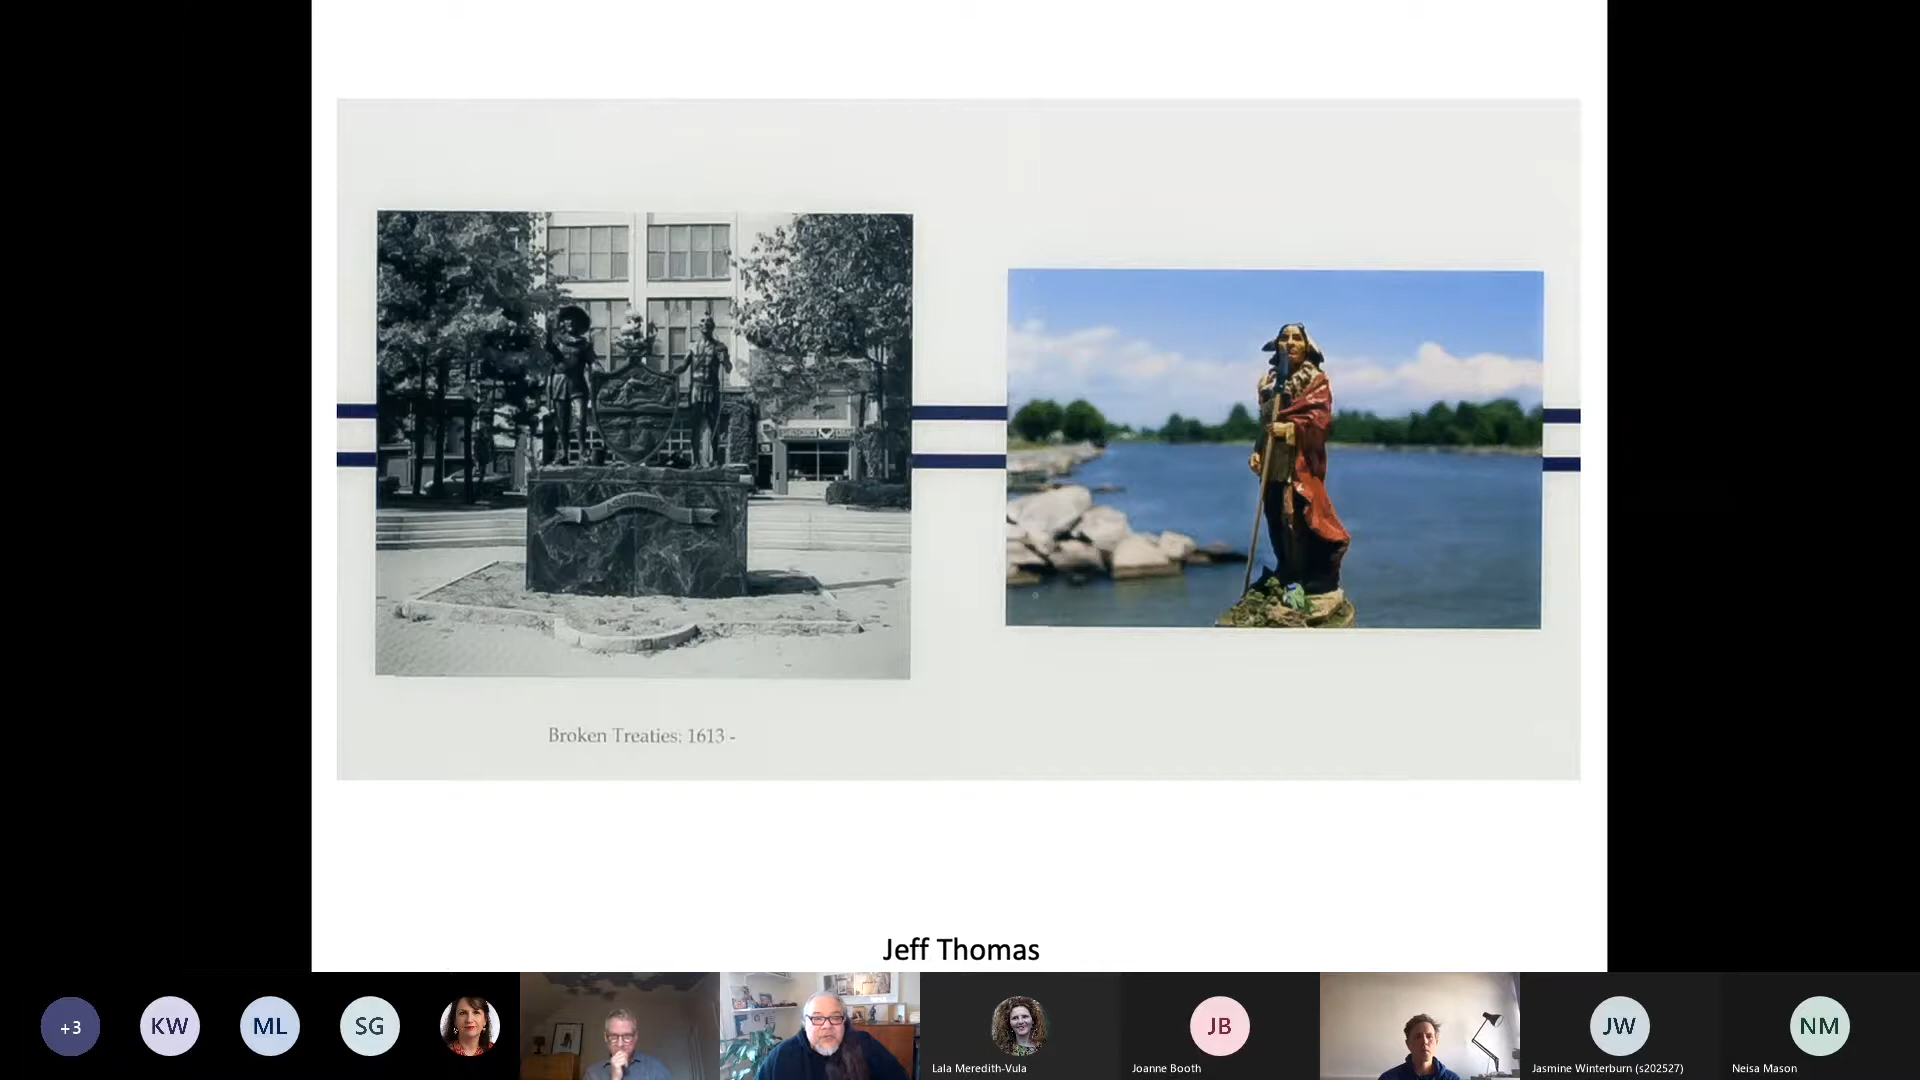 Broken Treaties: 1613 -
Jeff Thomas
+3
KW
ML
SG
JB
JW
NM
Lala Meredith-Vula
Joanne Booth
Jasmine Winterburn (s202527)
Neisa Mason